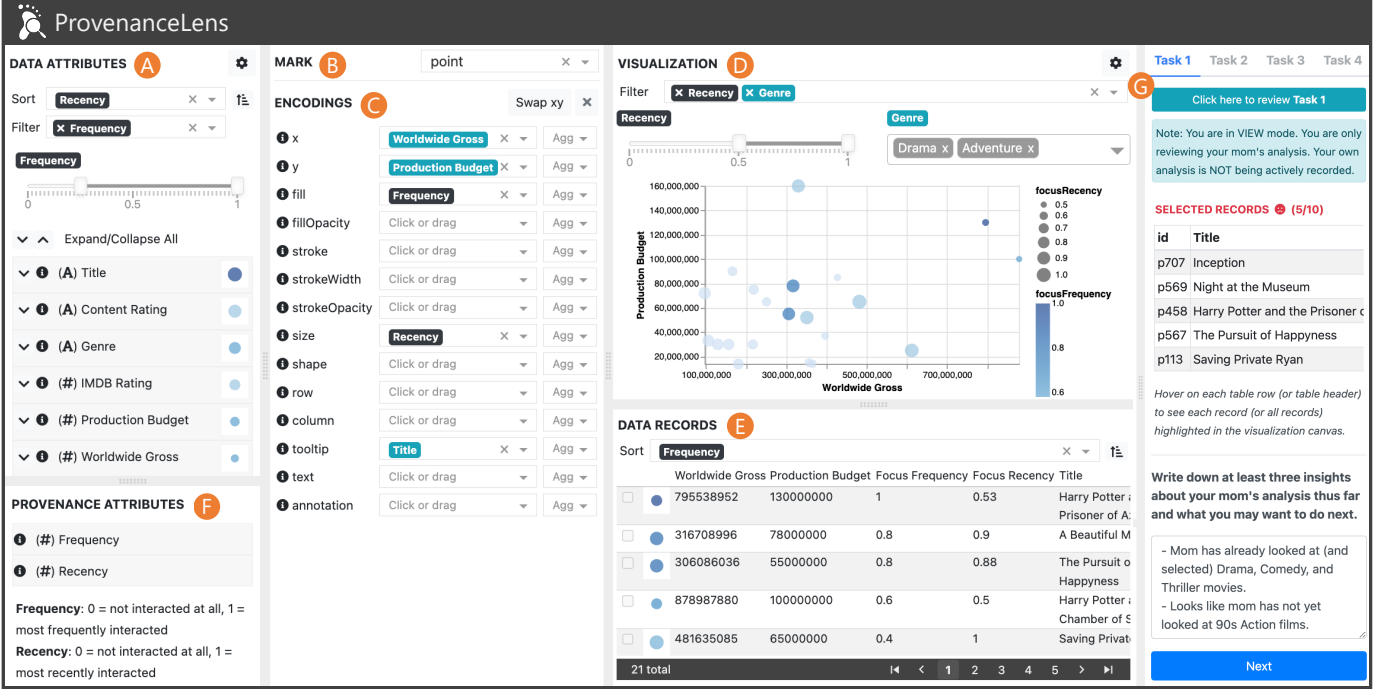 ProvenanceLens
DATA ATTRIBUTES A
Sort Recency
Filter Frequency
Frequency
0 0.5 1
Expand/Collapse All
(A) Title
(A) Content Rating
(A) Genre
(#) IMDB Rating
(#) Production Budget
(#) Worldwide Gross
PROVENANCE ATTRIBUTES F
(#) Frequency
(#) Recency
Frequency: 0 = not interacted at all, 1 =
most frequently interacted
Recency: 0 = not interacted at all, 1 =
most recently interacted
MARK B point
ENCODINGS C Swap xy
x Worldwide Gross Agg
y Production Budget Agg
fill Frequency Agg
fillOpacity Click or drag Agg
stroke Click or drag Agg
strokeWidth Click or drag Agg
strokeOpacity Click or drag Agg
size Recency Agg
shape Click or drag Agg
row Click or drag Agg
column Click or drag Agg
tooltip Title Agg
text Click or drag Agg
annotation Click or drag Agg
VISUALIZATION D
Filter Recency Genre
Recency Genre
0 0.5 1
Drama x Adventure x
160,000,000
140,000,000
120,000,000
100,000,000
80,000,000
60,000,000
40,000,000
20,000,000
Production Budget
100,000,000 300,000,000 500,000,000 700,000,000
Worldwide Gross
focusRecency
0.5
0.6
0.7
0.8
0.9
1.0
focusFrequency
1.0
0.8
0.6
DATA RECORDS E
Sort Frequency
Worldwide Gross Production Budget Focus Frequency Focus Recency Title
795538952 130000000 1 0.53 Harry Potter a
Prisoner of Az
316708996 78000000 0.8 0.9 A Beautiful M
306086036 55000000 0.8 0.88 The Pursuit o
Happyness
878987880 100000000 0.6 0.5 Harry Potter a
Chamber of S
481635085 65000000 0.4 1 Saving Privat
21 total 1 2 3 4 5
G
Task 1 Task 2 Task 3 Task 4
Click here to review Task 1
Note: You are in VIEW mode. You are only
reviewing your mom's analysis. Your own
analysis is NOT being actively recorded.
SELECTED RECORDS (5/10)
id Title
p707 Inception
p569 Night at the Museum
p458 Harry Potter and the Prisoner o
p567 The Pursuit of Happyness
p113 Saving Private Ryan
Hover on each table row (or table header)
to see each record (or all records)
highlighted in the visualization canvas.
Write down at least three insights
about your mom's analysis thus far
and what you may want to do next.
- Mom has already looked at (and
selected) Drama, Comedy, and
Thriller movies.
- Looks like mom has not yet
looked at 90s Action films.
Next